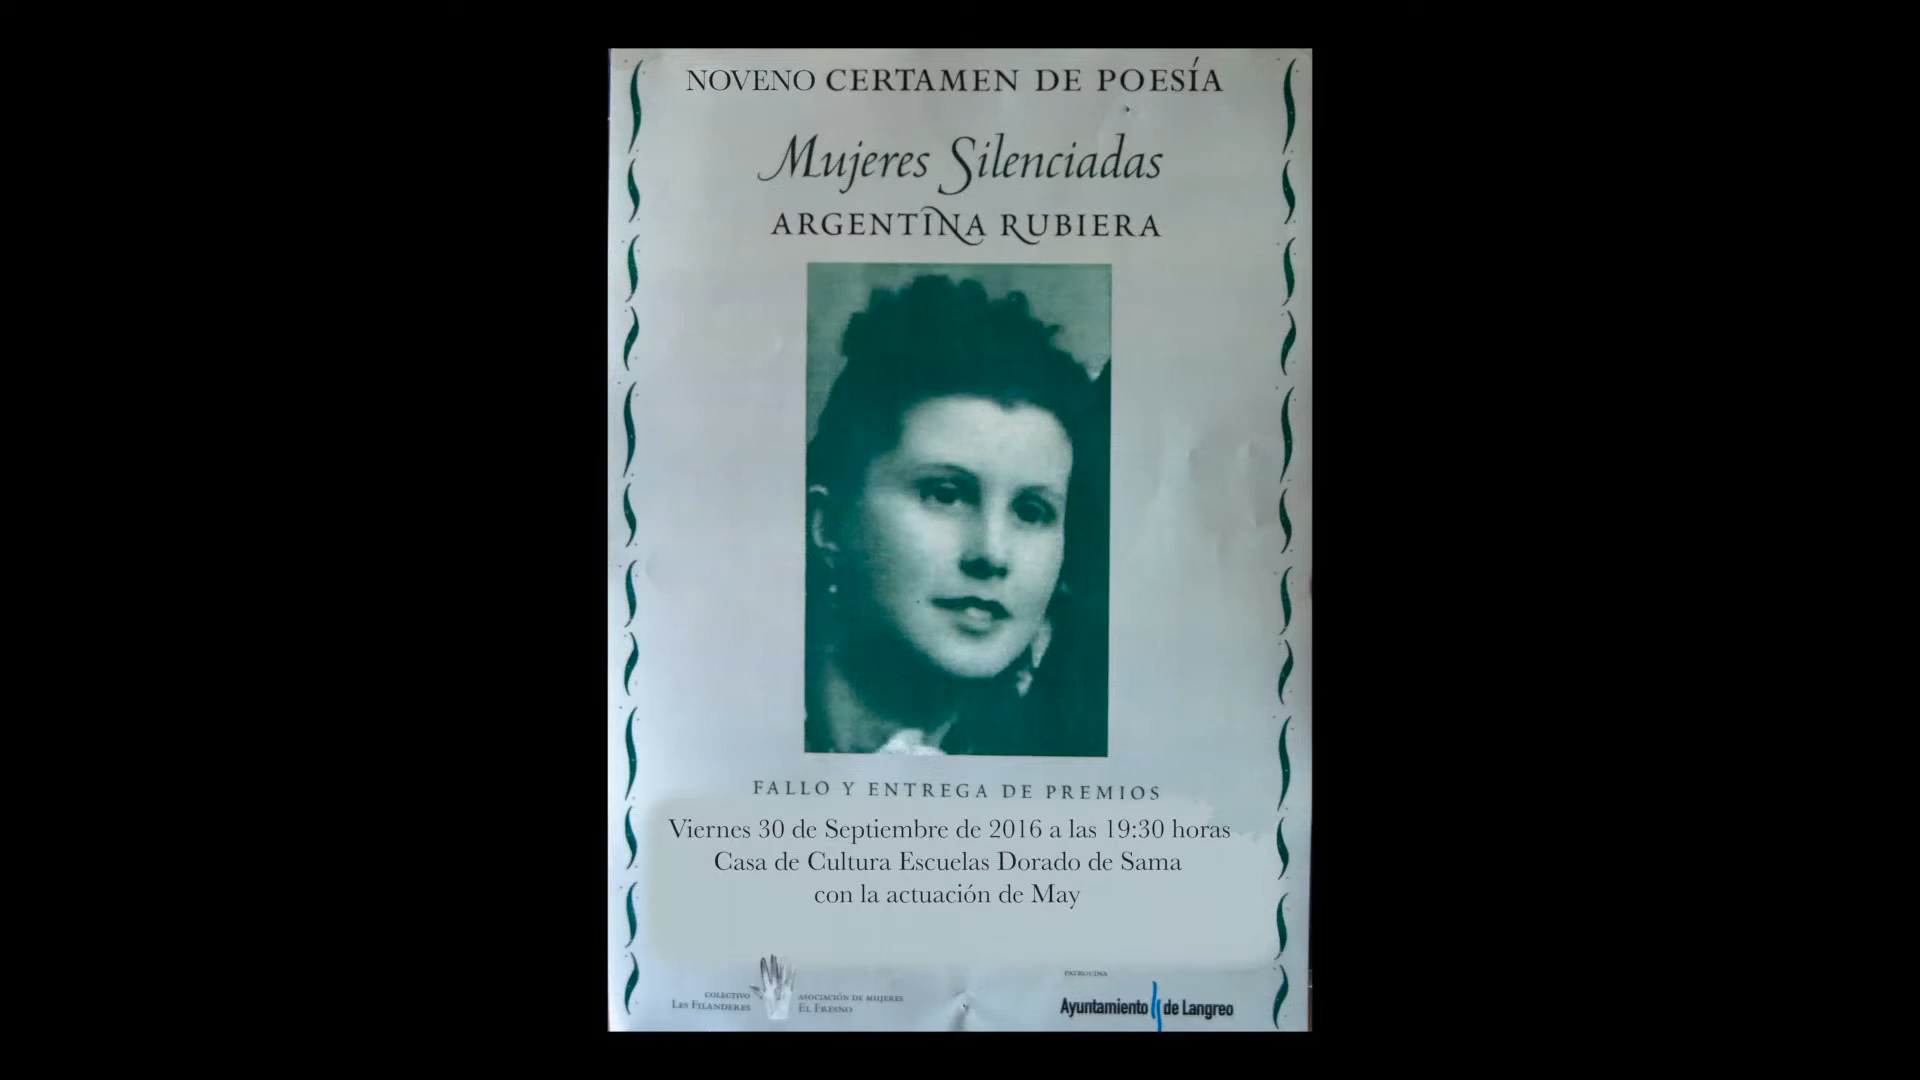 NOVENO CERTAMEN DE POESÍA
Mujeres Silenciadas
ARGENTINA RUBIERA
FALLO Y ENTREGA DE PREMIOS
Viernes 30 de Septiembre de 2016 a las 19:30 horas
Casa de Cultura Escuelas Dorado de Sama
con la actuación de May
COLECTIVO
LES FILANDERES
ASOCIACIÓN DE MUJERES
EL FRESNO
PATROCINA
Ayuntamiento de Langreo